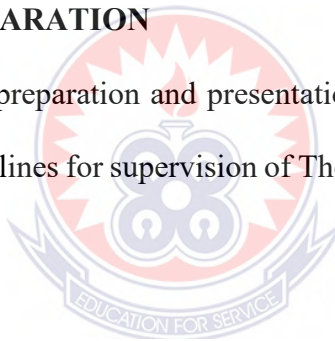 ARATION
preparation and presentatio
lines for supervision of Th
EDUCATION FOR SERVICE